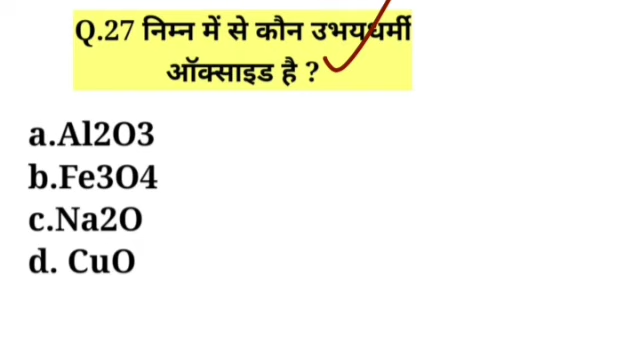 Q.27 निम्न में से कौन उभयधर्मी
ऑक्साइड है ?
a.Al2O3
b.Fe3O4
c.Na2O
d. CuO